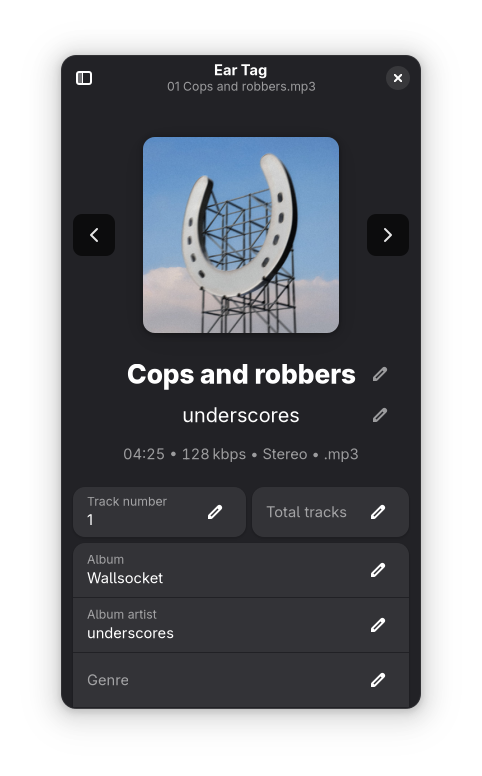 Ear Tag
01 Cops and robbers.mp3
Cops and robbers
underscores
04:25 • 128 kbps • Stereo • .mp3
Track number
1
Total tracks
Album
Wallsocket
Album artist
underscores
Genre